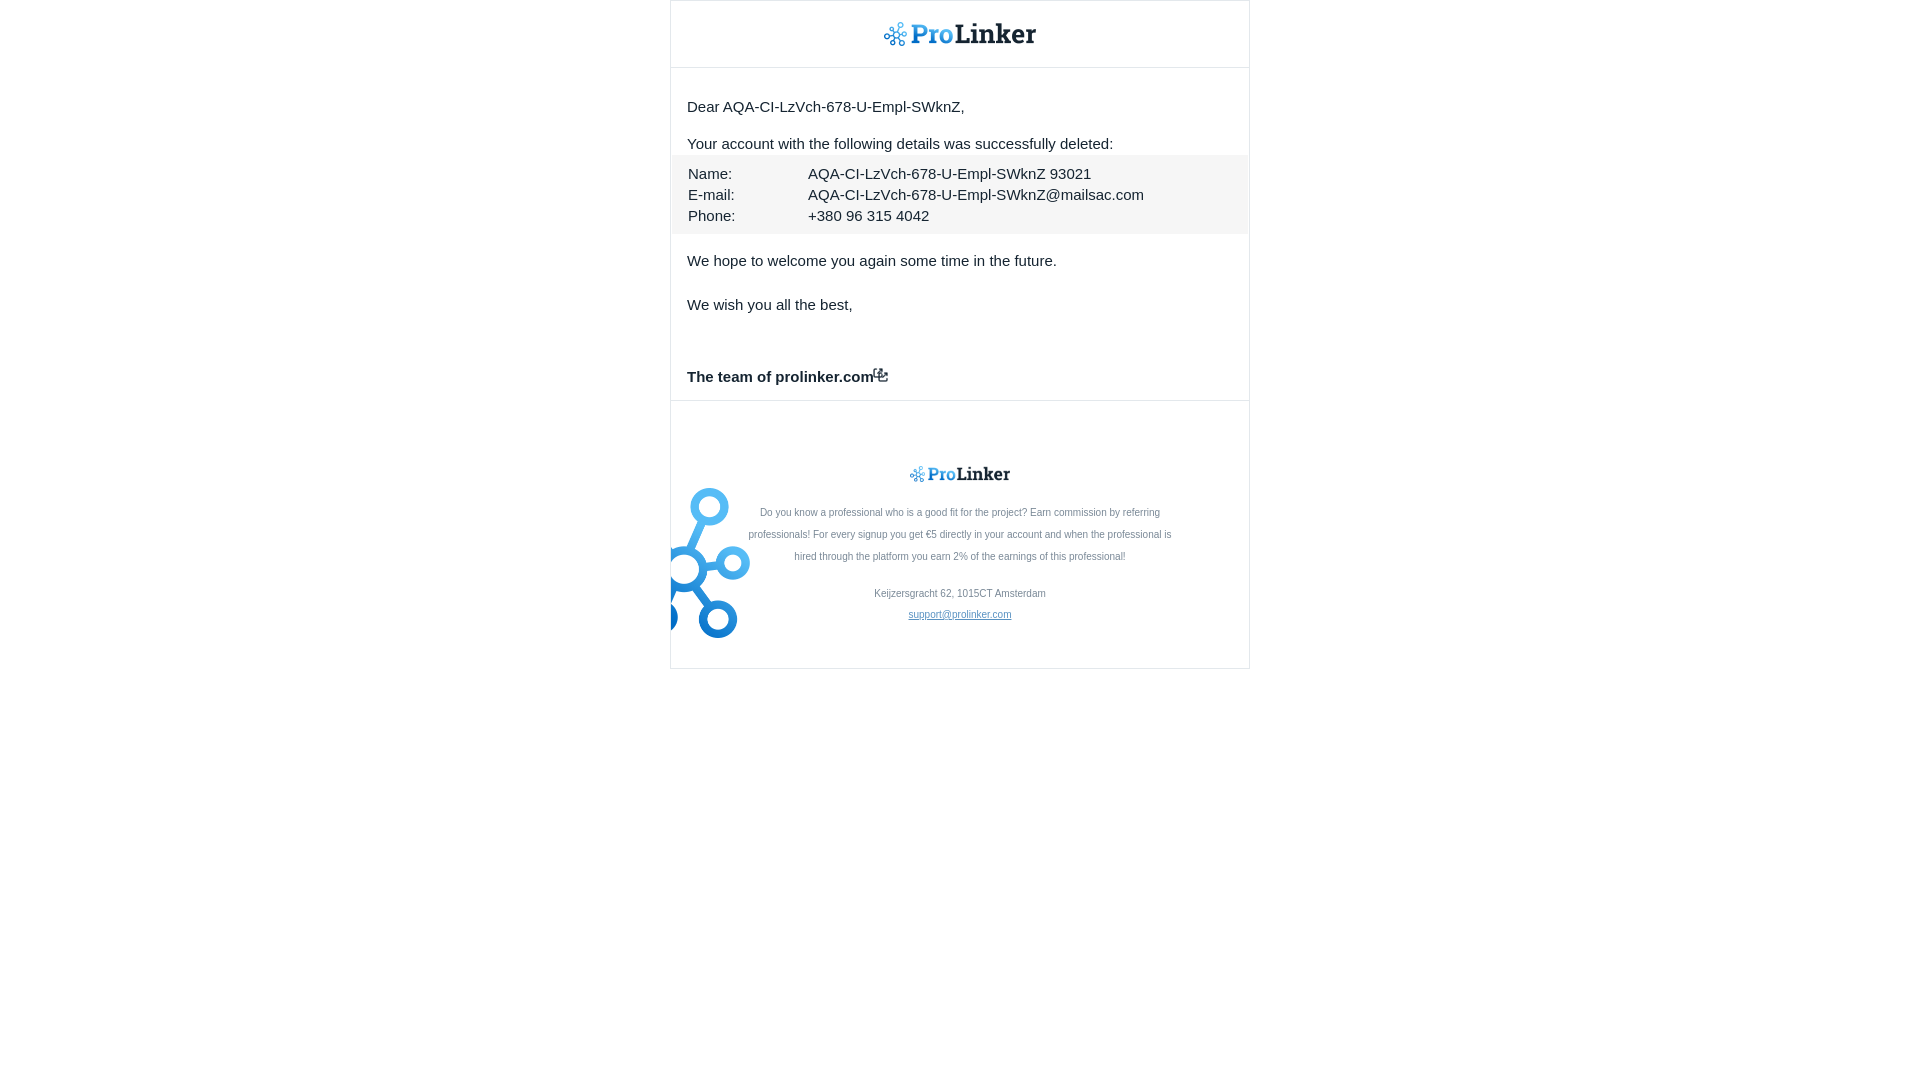 ProLinker
Dear AQA-CI-LzVch-678-U-Empl-SWknZ,
Your account with the following details was successfully deleted:
Name: AQA-CI-LzVch-678-U-Empl-SWknZ 93021
E-mail: AQA-CI-LzVch-678-U-Empl-SWknZ@mailsac.com
Phone: +380 96 315 4042
We hope to welcome you again some time in the future.
We wish you all the best,
The team of prolinker.com
ProLinker
Do you know a professional who is a good fit for the project? Earn commission by referring
professionals! For every signup you get €5 directly in your account and when the professional is
hired through the platform you earn 2% of the earnings of this professional!
Keijzersgracht 62, 1015CT Amsterdam
support@prolinker.com